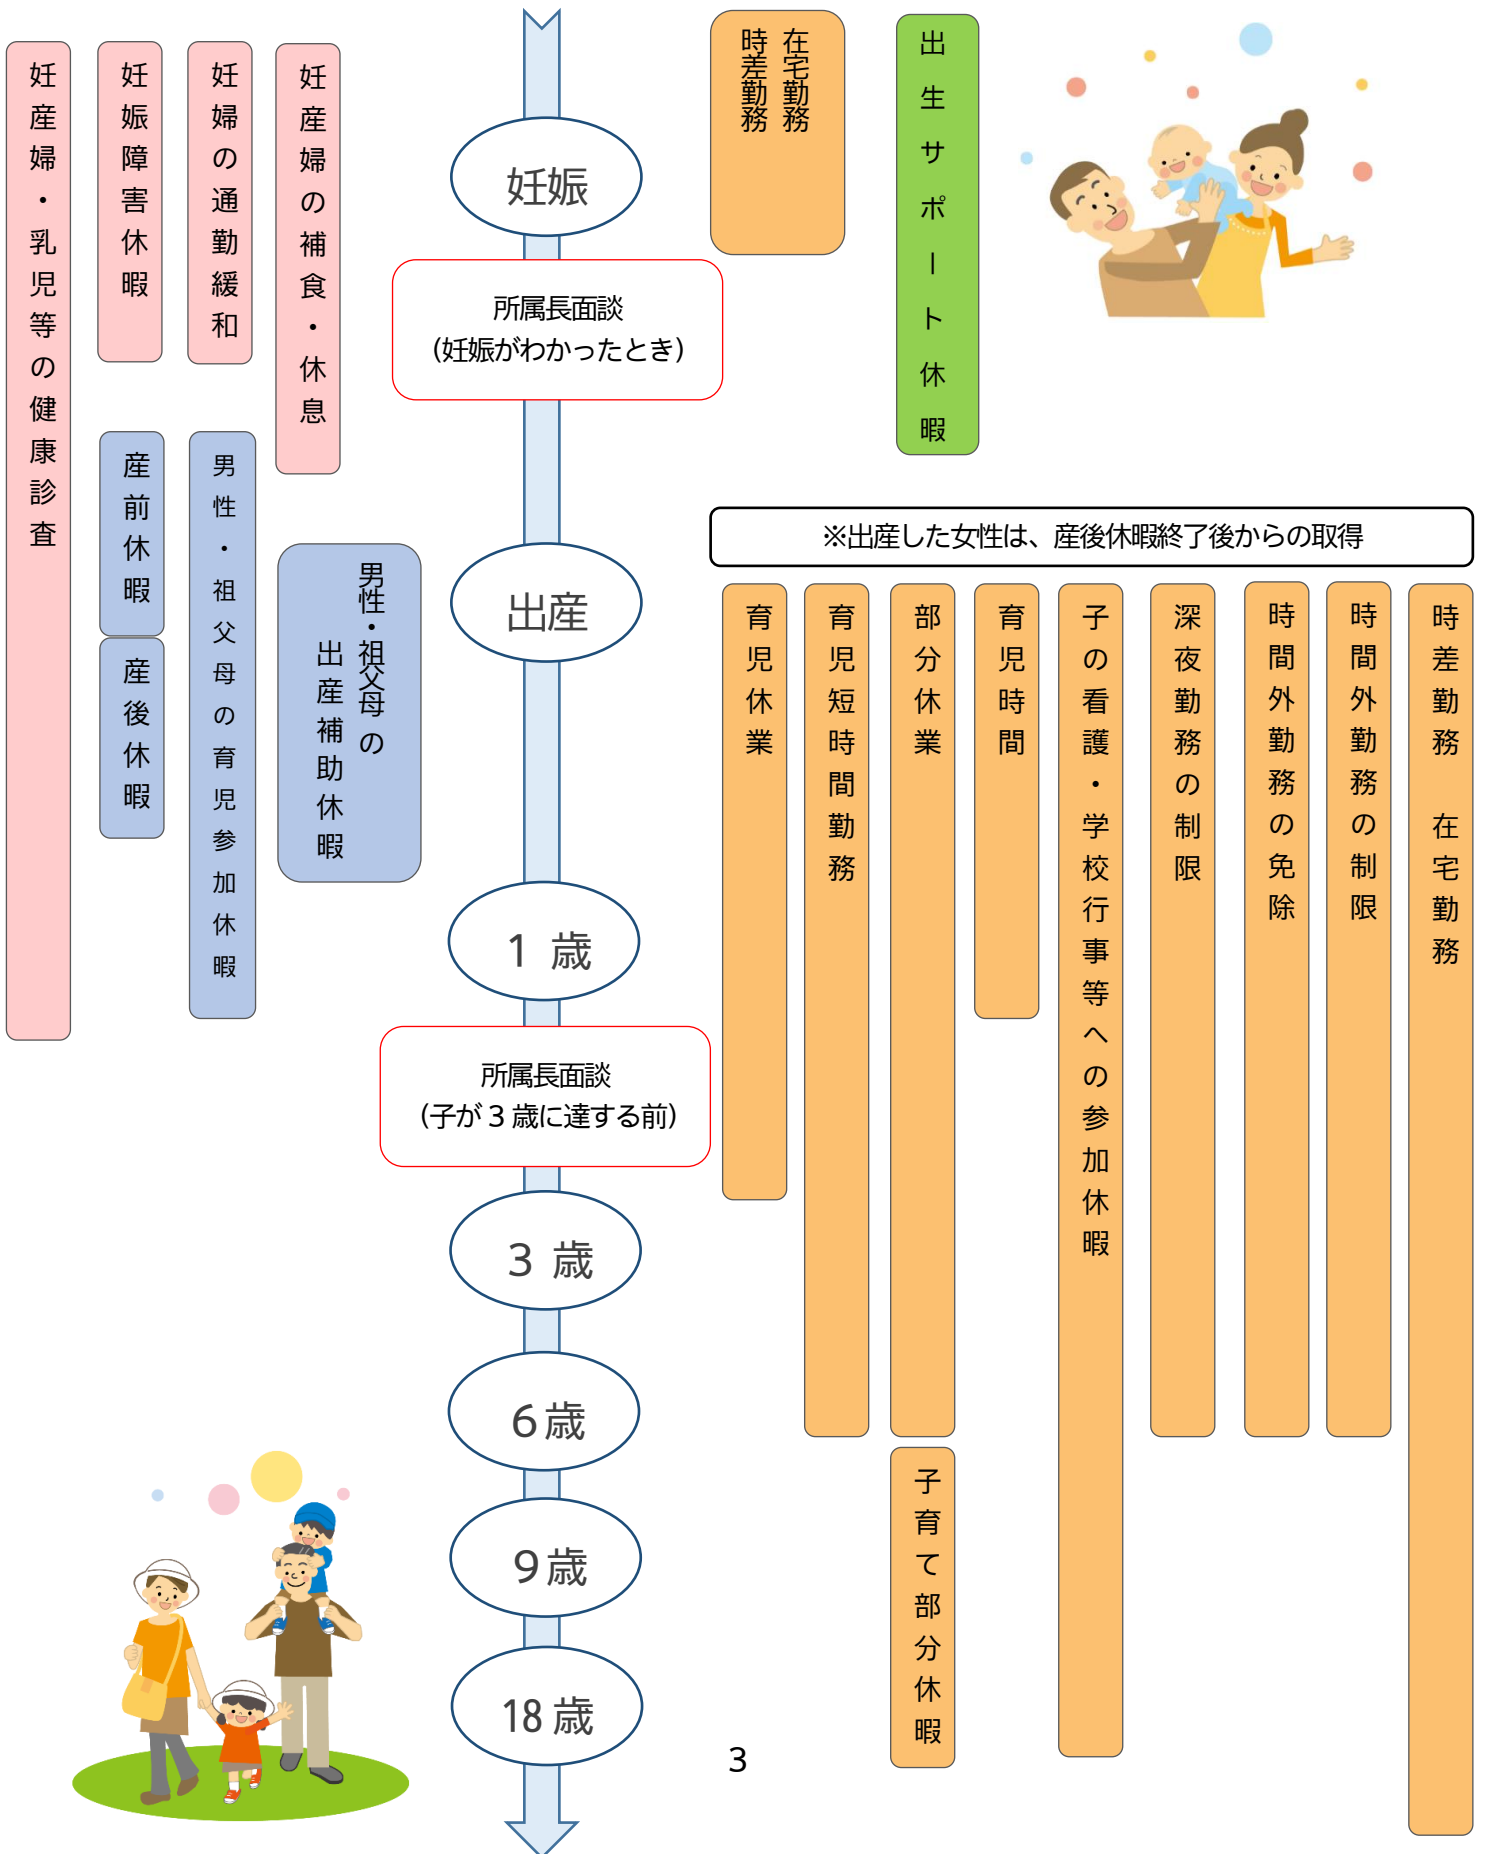 妊産婦・乳児等の健康診査
妊娠障害休暇
妊婦の通勤緩和
妊産婦の補食・休息
妊娠
在宅勤務
時差勤務
出生サポート休暇
所属長面談
(妊娠がわかったとき)
産前休暇
産後休暇
男性・祖父母の育児参加休暇
男性・祖父母の
出産補助休暇
出産
※出産した女性は、産後休暇終了後からの取得
育児休業
育児短時間勤務
部分休業
育児時間
子の看護・学校行事等への参加休暇
深夜勤務の制限
時間外勤務の免除
時間外勤務の制限
時差勤務 在宅勤務
1歳
所属長面談
(子が3歳に達する前)
3歳
6歳
子育て部分休暇
9歳
18歳
3